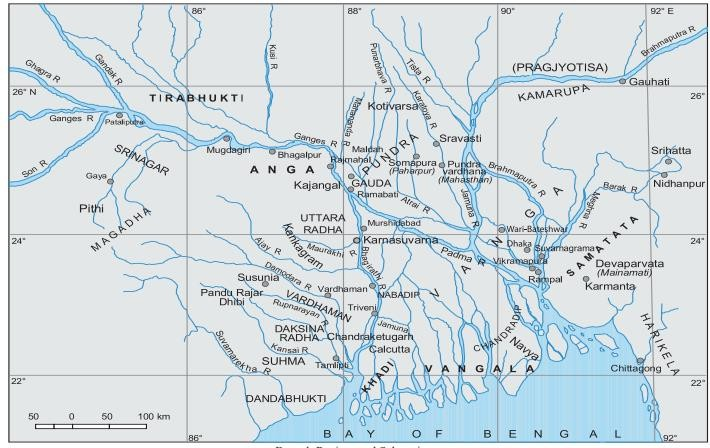 86°
88°
90°
92° E
Ghagra R
Gandak R
Kusi R
Punarbhava R
Tista R
Karatoya R
Brahmaputra R
(PRAGJYOTISA)
Gauhati
KAMARUPA
26° N
26°
TIRABHUKTI
Kotivarsa
Mahananda R
Ganges R
Pataliputra
Mugdagiri
Ganges R
Bhagalpur
Rajmahal
Maldah
PUNDRA
Sravasti
Somapura
(Paharpur)
Pundra
vardhana
(Mahasthan)
Brahmaputra R
Srihatta
Nidhanpur
Son R
SRINAGAR
Gaya
ANGA
Kajangal
GAUDA
Ramabati
Jamuna R
Barak R
Meghna R
Pithi
MAGADHA
UTTARA
RADHA
Murshidabad
Atrai R
Wari-Bateshwar
24°
24°
Kankagram
Ajay R
Maurakhi R
Karnasuvarna
Bhagirathi R
Padma
VARENGA
Dhaka
Suvarnagrama
Vikramapura
Rampal
SAMATATA
Devaparvata
(Mainamati)
Karmanta
Damodara R
Susunia
Pandu Rajar
Dhibi
Vardhaman
VARDHAMAN
NABADIP
Rupnarayan R
Triveni
Jamuna
DAKSINA
RADHA
Chandraketugarh
Calcutta
Kansai R
SUHMA
Tamlipti
Suvarnarekha R
DANDABHUKTI
KHADI
VANGALA
CHANDRADIP
Navya
HARIKELA
Chittagong
22°
22°
50 0 50 100 km
BAY OF BENGAL
86°
92°